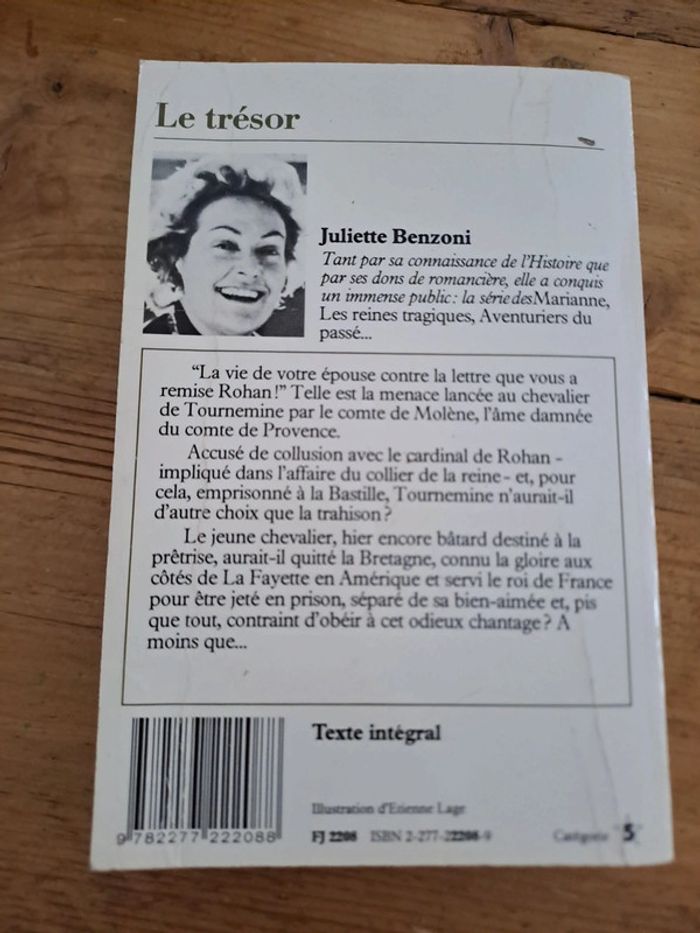 Le trésor
Juliette Benzoni
Tant par sa connaissance de l'Histoire que
par ses dons de romancière, elle a conquis
un immense public : la série des Marianne,
Les reines tragiques, Aventuriers du
passé...
"La vie de votre épouse contre la lettre que vous a
remise Rohan !" Telle est la menace lancée au chevalier
de Tournemine par le comte de Molène, l'âme damnée
du comte de Provence.
Accusé de collusion avec le cardinal de Rohan -
impliqué dans l'affaire du collier de la reine - et, pour
cela, emprisonné à la Bastille, Tournemine n'aurait-il
d'autre choix que la trahison ?
Le jeune chevalier, hier encore bâtard destiné à la
prêtrise, aurait-il quitté la Bretagne, connu la gloire aux
côtés de La Fayette en Amérique et servi le roi de France
pour être jeté en prison, séparé de sa bien-aimée et, pis
que tout, contraint d'obéir à cet odieux chantage ? A
moins que...
Texte intégral
Illustration d'Etienne Lage
9 782277 222088
FJ 2208 ISBN 2-277-22208-9 Catégorie 5